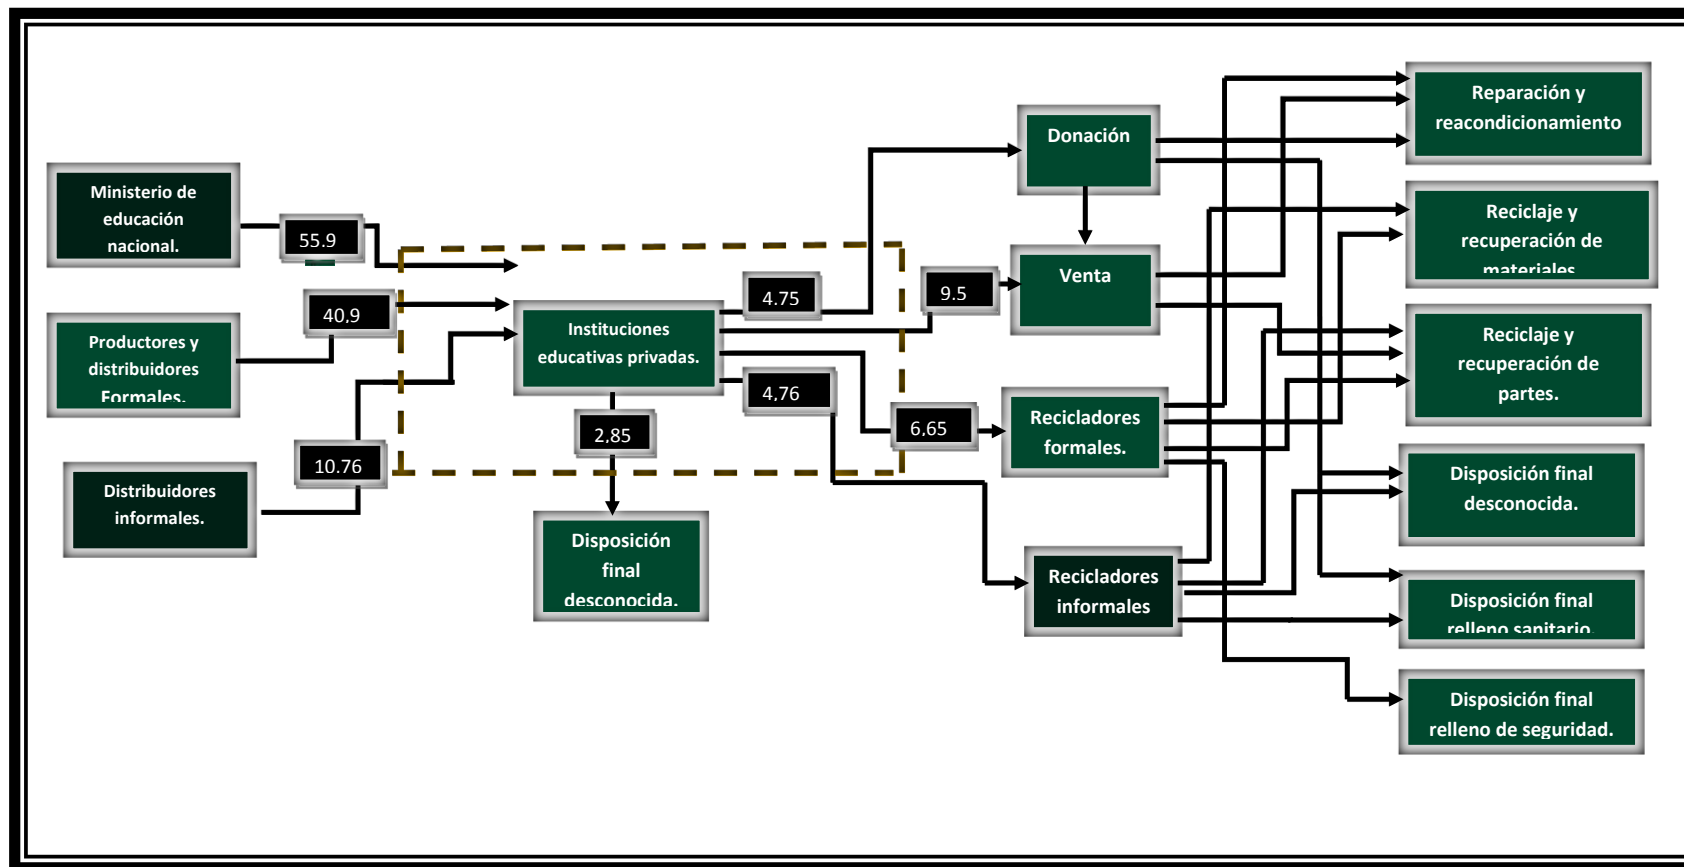 Ministerio de
educación
nacional.
55.9
Productores y
distribuidores
Formales.
40,9
Distribuidores
informales.
10.76
Instituciones
educativas privadas.
4.75
9.5
4,76
6,65
2,85
Disposición
final
desconocida.
Donación
Venta
Recicladores
formales.
Recicladores
informales
Reparación y
reacondicionamiento
Reciclaje y
recuperación de
materiales
Reciclaje y
recuperación de
partes.
Disposición final
desconocida.
Disposición final
relleno sanitario.
Disposición final
relleno de seguridad.